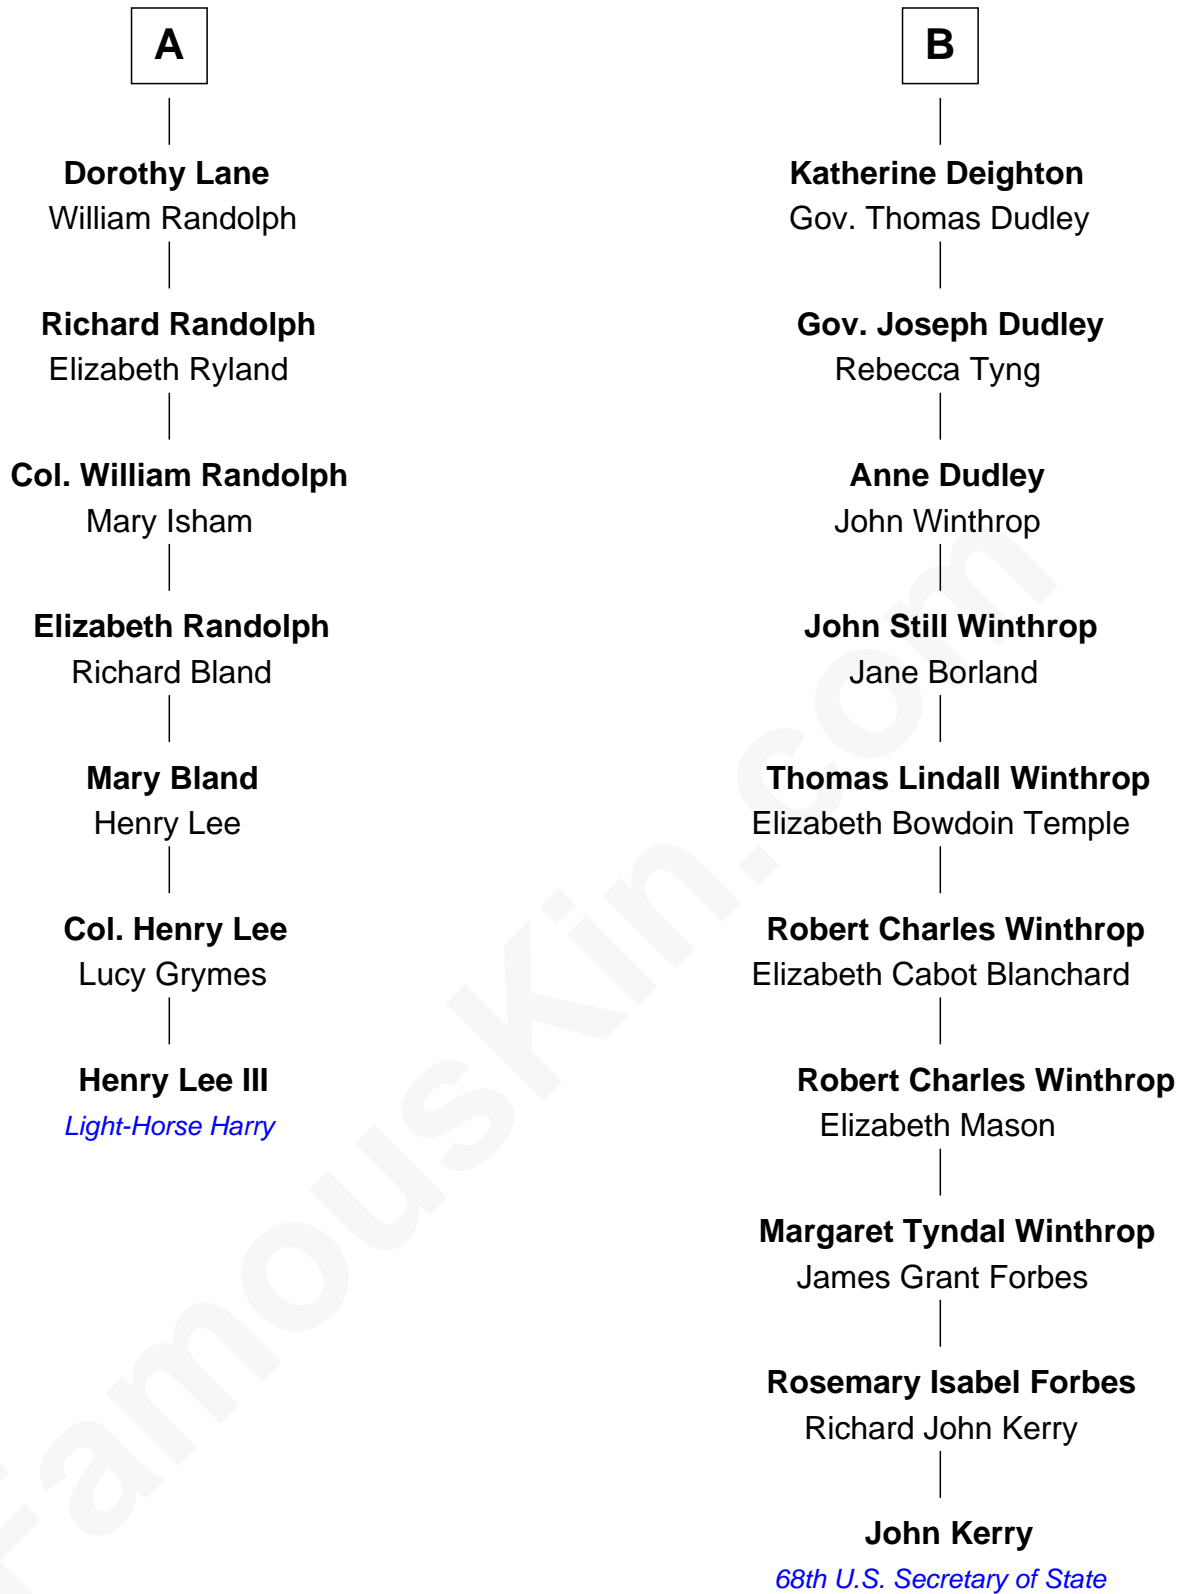 A
Dorothy Lane
William Randolph
Richard Randolph
Elizabeth Ryland
Col. William Randolph
Mary Isham
Elizabeth Randolph
Richard Bland
Mary Bland
Henry Lee
Col. Henry Lee
Lucy Grymes
Henry Lee III
Light-Horse Harry
B
Katherine Deighton
Gov. Thomas Dudley
Gov. Joseph Dudley
Rebecca Tyng
Anne Dudley
John Winthrop
John Still Winthrop
Jane Borland
Thomas Lindall Winthrop
Elizabeth Bowdoin Temple
Robert Charles Winthrop
Elizabeth Cabot Blanchard
Robert Charles Winthrop
Elizabeth Mason
Margaret Tyndal Winthrop
James Grant Forbes
Rosemary Isabel Forbes
Richard John Kerry
John Kerry
68th U.S. Secretary of State
FamousKin.com